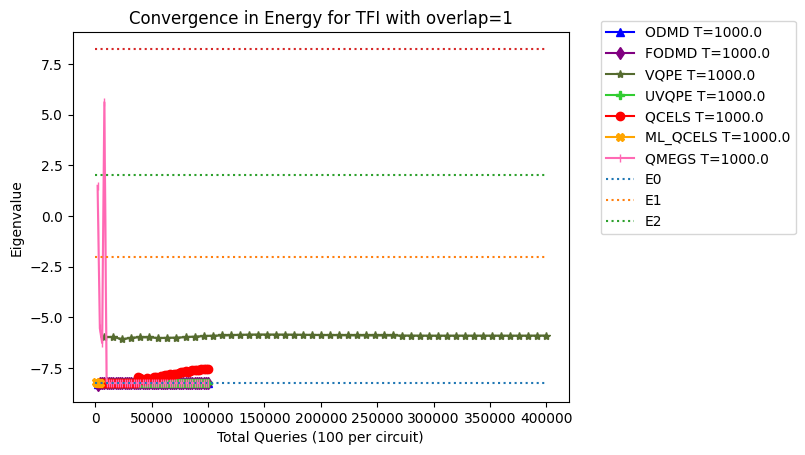 Convergence in Energy for TFI with overlap=1
Eigenvalue
7.5
5.0
2.5
0.0
−2.5
−5.0
−7.5
0 50000 100000 150000 200000 250000 300000 350000 400000
Total Queries (100 per circuit)
ODMD T=1000.0
FODMD T=1000.0
VQPE T=1000.0
UVQPE T=1000.0
QCELS T=1000.0
ML_QCELS T=1000.0
QMEGS T=1000.0
E0
E1
E2